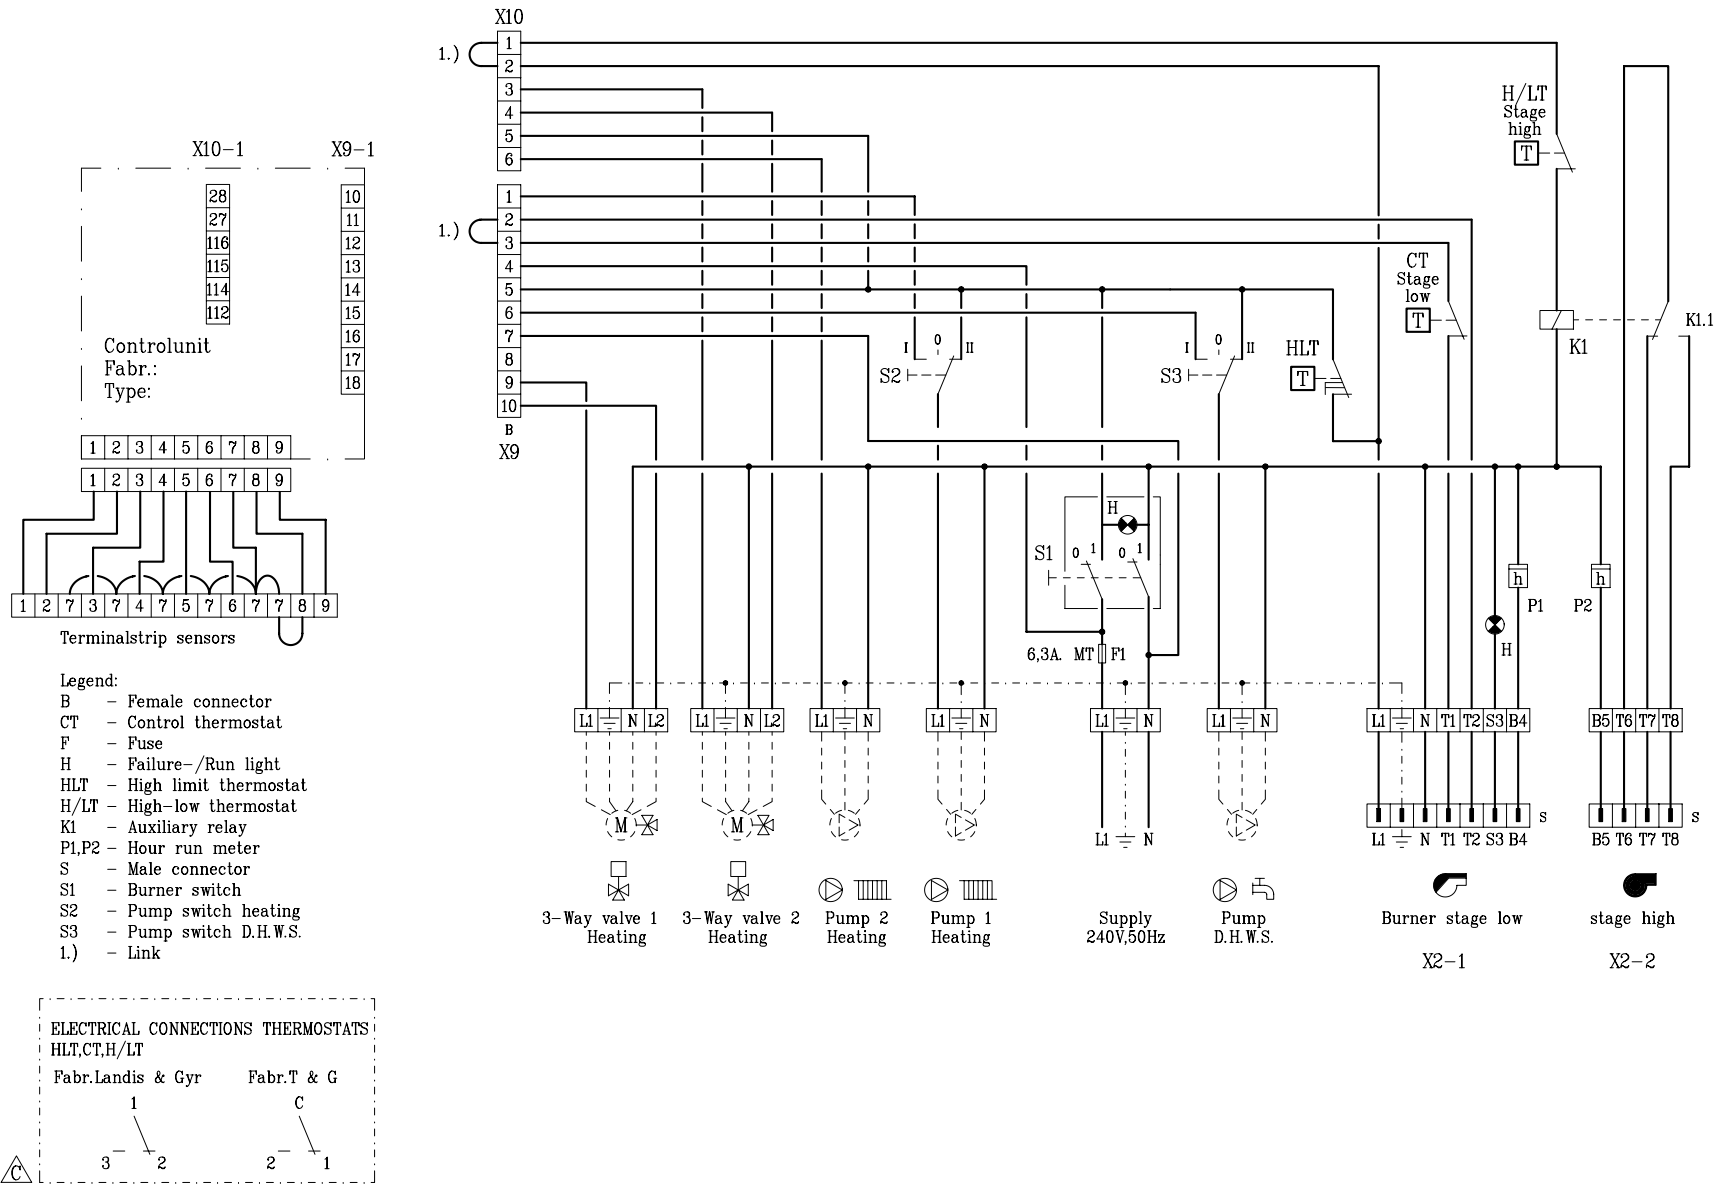 X10
1.)
1
2
3
4
5
6
H/LT
Stage
high
T
X10-1 X9-1
28
27
116
115
114
112
10
11
12
13
14
15
16
17
18
Controlunit
Fabr.:
Type:
1 2 3 4 5 6 7 8 9
1 2 3 4 5 6 7 8 9
1 2 7 3 7 4 7 5 7 6 7 7 8 9
Terminalstrip sensors
1.)
1
2
3
4
5
6
7
8
9
10
B
X9
CT
Stage
low
T
K1
K1.1
I 0 II
S2
I 0 II
S3
HLT
T
H
S1 0 1 0 1
6,3A. MT F1
h
P1
h
P2
H
L1 N L2
L1 N L2
L1 N
L1 N
L1 N
L1 N
L1 N T1 T2 S3 B4
B5 T6 T7 T8
M
M
L1 N
S
L1 N T1 T2 S3 B4
S
B5 T6 T7 T8
3-Way valve 1
Heating
3-Way valve 2
Heating
Pump 2
Heating
Pump 1
Heating
Supply
240V,50Hz
Pump
D.H.W.S.
Burner stage low
stage high
X2-1
X2-2
Legend:
B - Female connector
CT - Control thermostat
F - Fuse
H - Failure-/Run light
HLT - High limit thermostat
H/LT - High-low thermostat
K1 - Auxiliary relay
P1,P2 - Hour run meter
S - Male connector
S1 - Burner switch
S2 - Pump switch heating
S3 - Pump switch D.H.W.S.
1.) - Link
ELECTRICAL CONNECTIONS THERMOSTATS
HLT,CT,H/LT
Fabr.Landis & Gyr Fabr.T & G
1 C
3 2 2 1
C